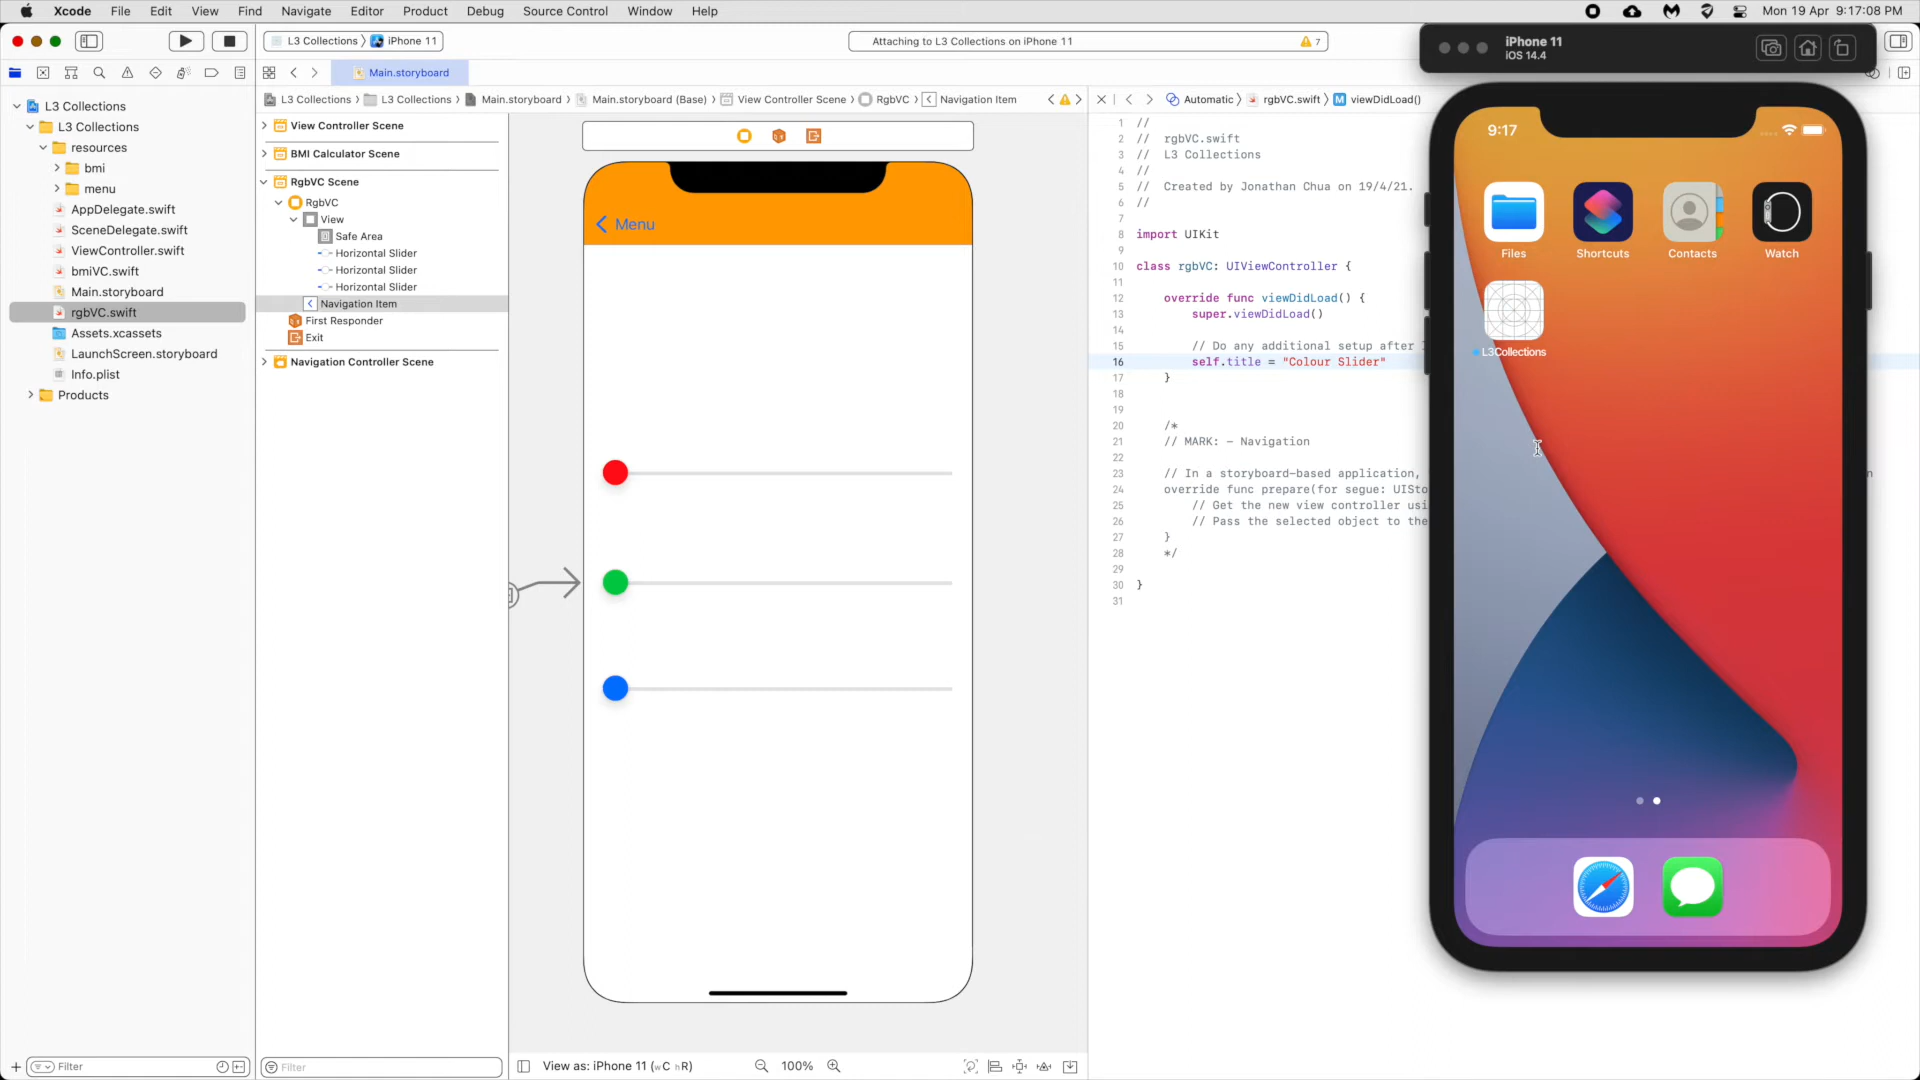 Xcode File Edit View Find Navigate Editor Product Debug Source Control Window Help Mon 19 Apr 9:17:08 PM
L3 Collections iPhone 11
Attaching to L3 Collections on iPhone 11 7
Main.storyboard
L3 Collections L3 Collections Main.storyboard Main.storyboard (Base) View Controller Scene RgbVC Navigation Item
Automatic rgbVC.swift M viewDidLoad()
L3 Collections
L3 Collections
resources
bmi
menu
AppDelegate.swift
SceneDelegate.swift
ViewController.swift
bmiVC.swift
Main.storyboard
rgbVC.swift
Assets.xcassets
LaunchScreen.storyboard
Info.plist
Products
Filter
View Controller Scene
BMI Calculator Scene
RgbVC Scene
RgbVC
View
Safe Area
Horizontal Slider
Horizontal Slider
Horizontal Slider
Navigation Item
First Responder
Exit
Navigation Controller Scene
Filter
Menu
View as: iPhone 11 (wC hR) 100%
1 //
2 // rgbVC.swift
3 // L3 Collections
4 //
5 // Created by Jonathan Chua on 19/4/21.
6 //
7
8 import UIKit
9
10 class rgbVC: UIViewController {
11
12 override func viewDidLoad() {
13 super.viewDidLoad()
14
15 // Do any additional setup after
16 self.title = "Colour Slider"
17 }
18
19
20 /*
21 // MARK: - Navigation
22
23 // In a storyboard-based application,
24 override func prepare(for segue: UISto
25 // Get the new view controller usi
26 // Pass the selected object to the
27 }
28 */
29
30 }
31
iPhone 11
iOS 14.4
9:17
Files Shortcuts Contacts Watch
L3Collections